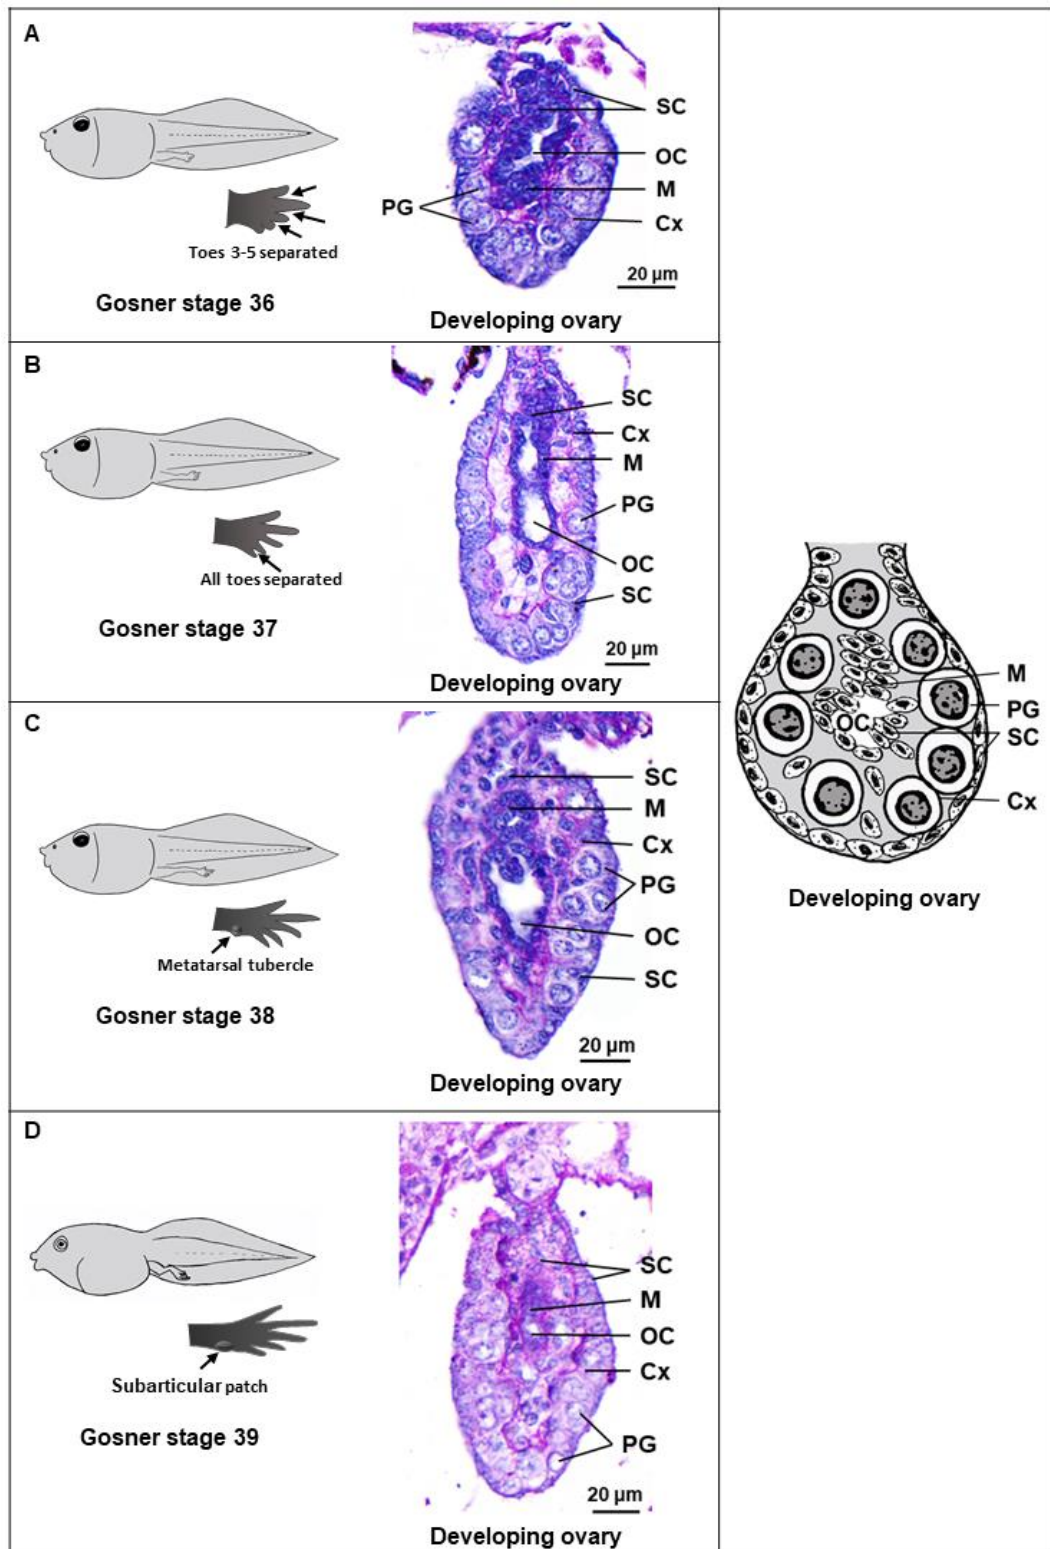 A
SC
OC
M
PG
Cx
Toes 3-5 separated
20 µm
Gosner stage 36
Developing ovary
B
SC
Cx
M
PG
OC
All toes separated
SC
Gosner stage 37
20 µm
Developing ovary
C
SC
M
Cx
PG
OC
Metatarsal tubercle
SC
Gosner stage 38
20 µm
Developing ovary
D
SC
M
OC
Cx
Subarticular patch
PG
Gosner stage 39
20 µm
Developing ovary
M
PG
OC
SC
Cx
Developing ovary